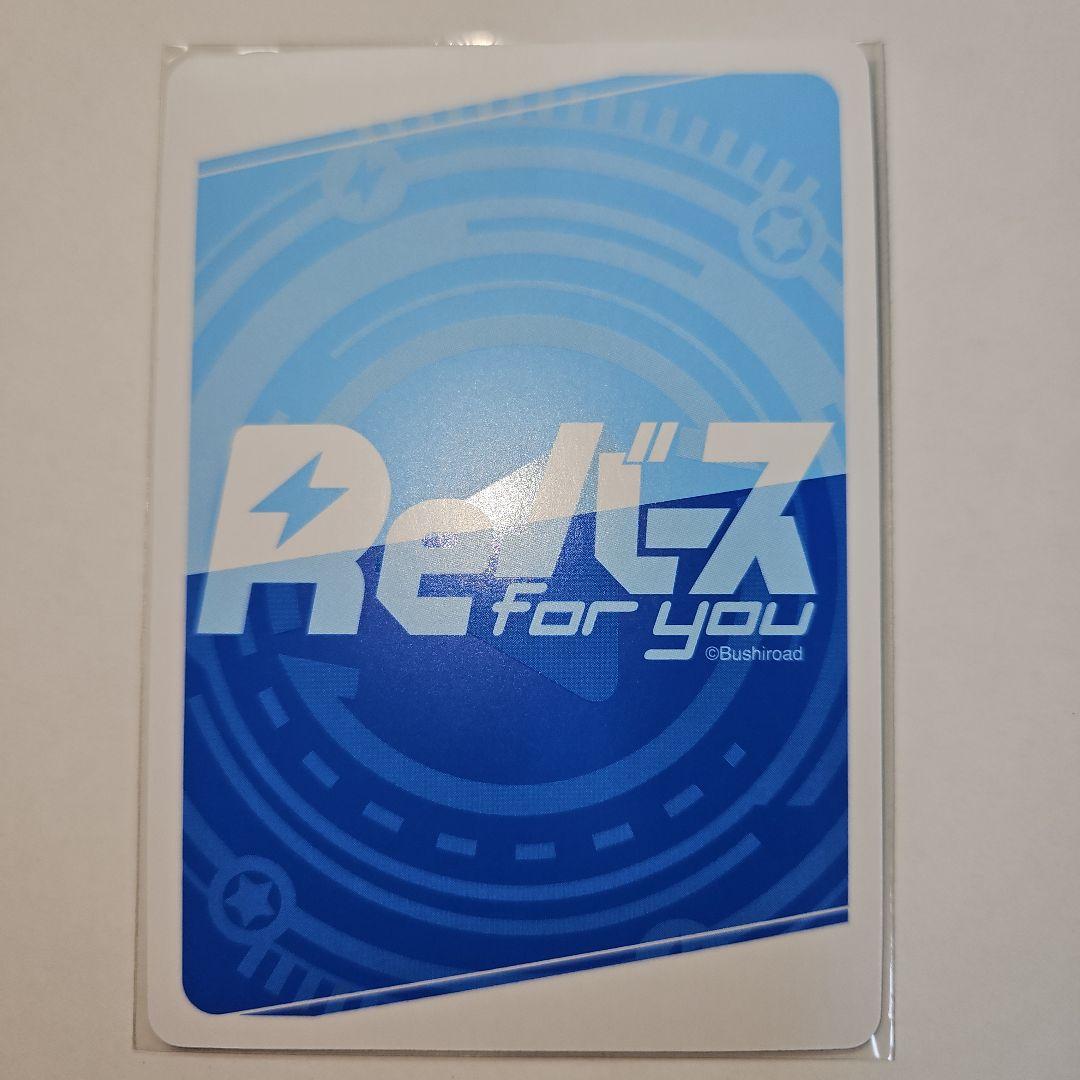 Reバース
for you
©Bushiroad